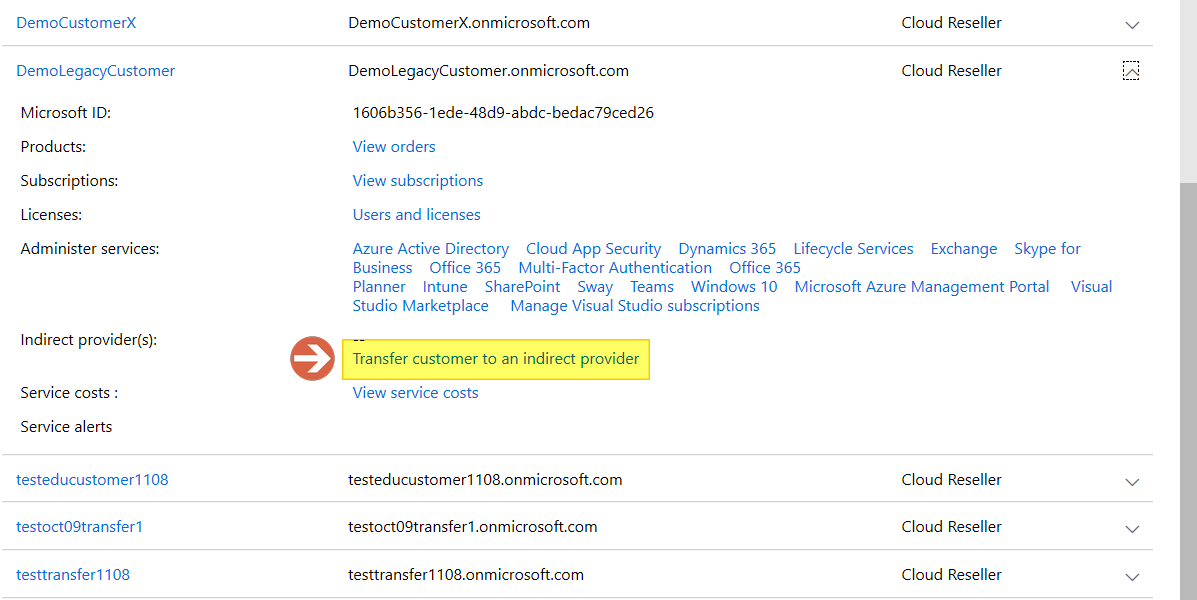 DemoCustomerX DemoCustomerX.onmicrosoft.com Cloud Reseller
DemoLegacyCustomer DemoLegacyCustomer.onmicrosoft.com Cloud Reseller
Microsoft ID: 1606b356-1ede-48d9-abdc-bedac79ced26
Products: View orders
Subscriptions: View subscriptions
Licenses: Users and licenses
Administer services: Azure Active Directory Cloud App Security Dynamics 365 Lifecycle Services Exchange Skype for
Business Office 365 Multi-Factor Authentication Office 365
Planner Intune SharePoint Sway Teams Windows 10 Microsoft Azure Management Portal Visual
Studio Marketplace Manage Visual Studio subscriptions
Indirect provider(s): --
Transfer customer to an indirect provider
Service costs : View service costs
Service alerts
testeducustomer1108 testeducustomer1108.onmicrosoft.com Cloud Reseller
testoct09transfer1 testoct09transfer1.onmicrosoft.com Cloud Reseller
testtransfer1108 testtransfer1108.onmicrosoft.com Cloud Reseller